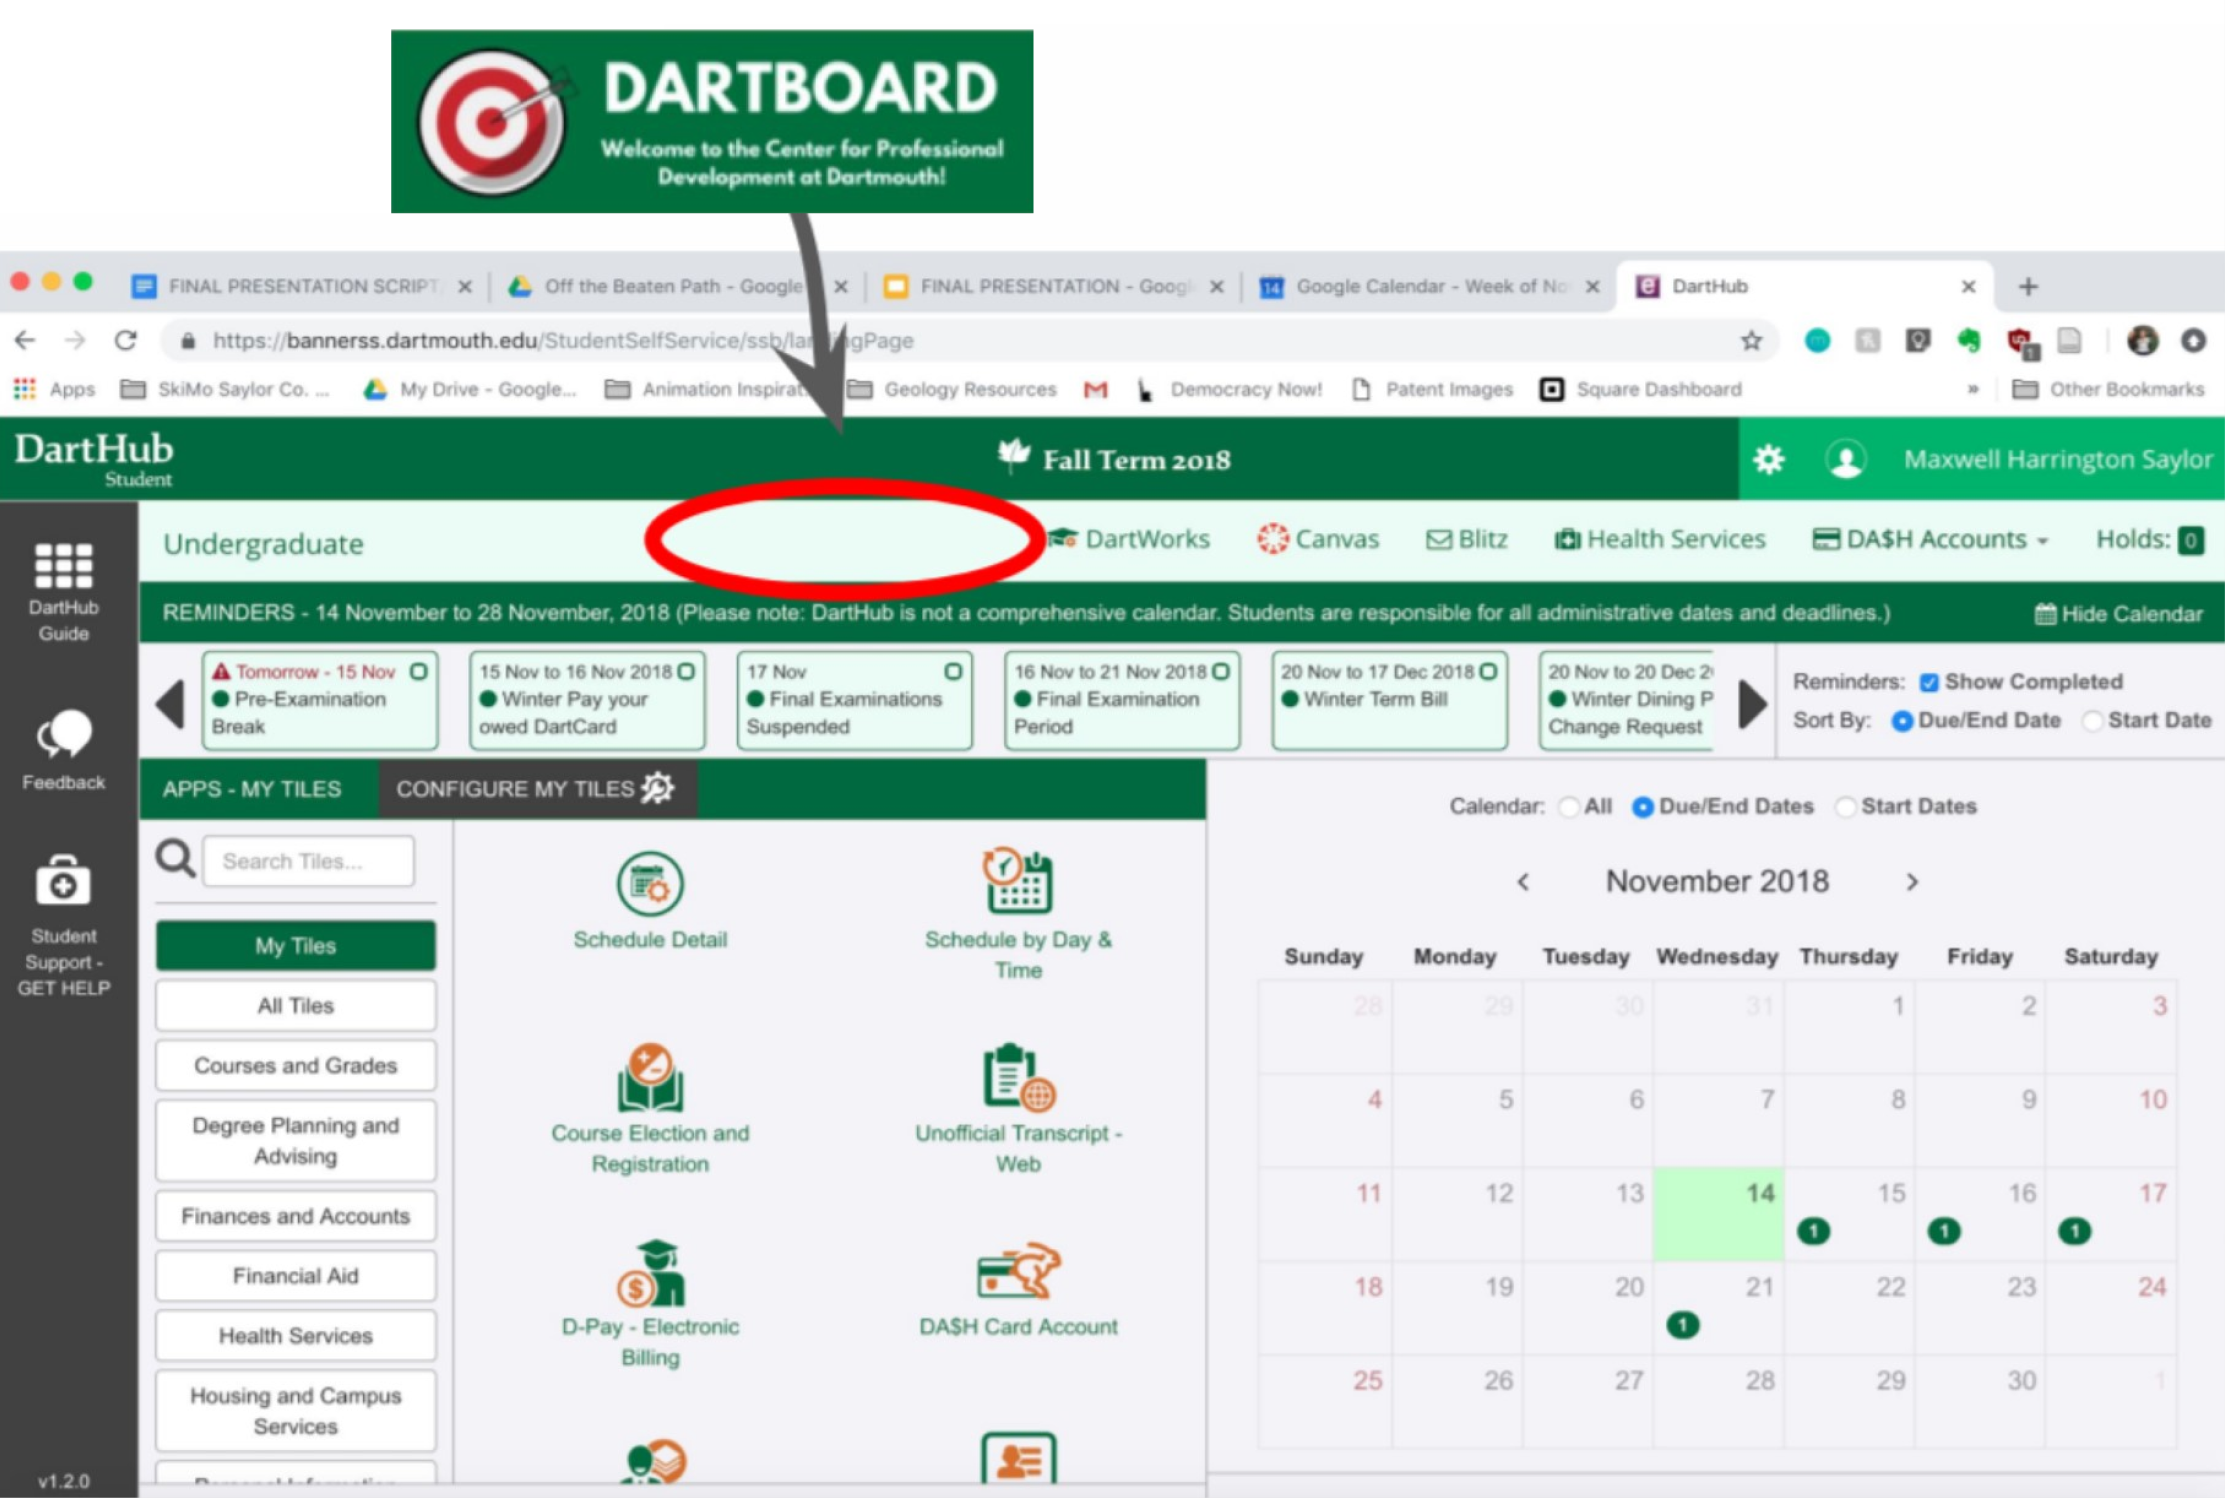 DARTBOARD
Welcome to the Center for Professional
Development at Dartmouth!
FINAL PRESENTATION SCRIPT
Off the Beaten Path - Google
FINAL PRESENTATION - Googl
Google Calendar - Week of No
DartHub
https://bannerss.dartmouth.edu/StudentSelfService/ssb/la gPage
Apps
SkiMo Saylor Co. ...
My Drive - Google...
Animation Inspirat
Geology Resources
Democracy Now!
Patent Images
Square Dashboard
»
Other Bookmarks
DartHub
Student
Fall Term 2018
Maxwell Harrington Saylor
Undergraduate
DartWorks
Canvas
Blitz
Health Services
DA$H Accounts
Holds: 0
REMINDERS - 14 November to 28 November, 2018 (Please note: DartHub is not a comprehensive calendar. Students are responsible for all administrative dates and deadlines.)
Hide Calendar
DartHub
Guide
Feedback
Student
Support -
GET HELP
v1.2.0
Tomorrow - 15 Nov
Pre-Examination
Break
15 Nov to 16 Nov 2018
Winter Pay your
owed DartCard
17 Nov
Final Examinations
Suspended
16 Nov to 21 Nov 2018
Final Examination
Period
20 Nov to 17 Dec 2018
Winter Term Bill
20 Nov to 20 Dec 2
Winter Dining P
Change Request
Reminders: Show Completed
Sort By: Due/End Date Start Date
APPS - MY TILES
CONFIGURE MY TILES
Search Tiles...
My Tiles
All Tiles
Courses and Grades
Degree Planning and
Advising
Finances and Accounts
Financial Aid
Health Services
Housing and Campus
Services
Schedule Detail
Schedule by Day &
Time
Course Election and
Registration
Unofficial Transcript -
Web
D-Pay - Electronic
Billing
DA$H Card Account
Calendar: All Due/End Dates Start Dates
< November 2018 >
Sunday Monday Tuesday Wednesday Thursday Friday Saturday
28 29 30 31 1 2 3
4 5 6 7 8 9 10
11 12 13 14 15 16 17
1 1 1
18 19 20 21 22 23 24
1
25 26 27 28 29 30 1